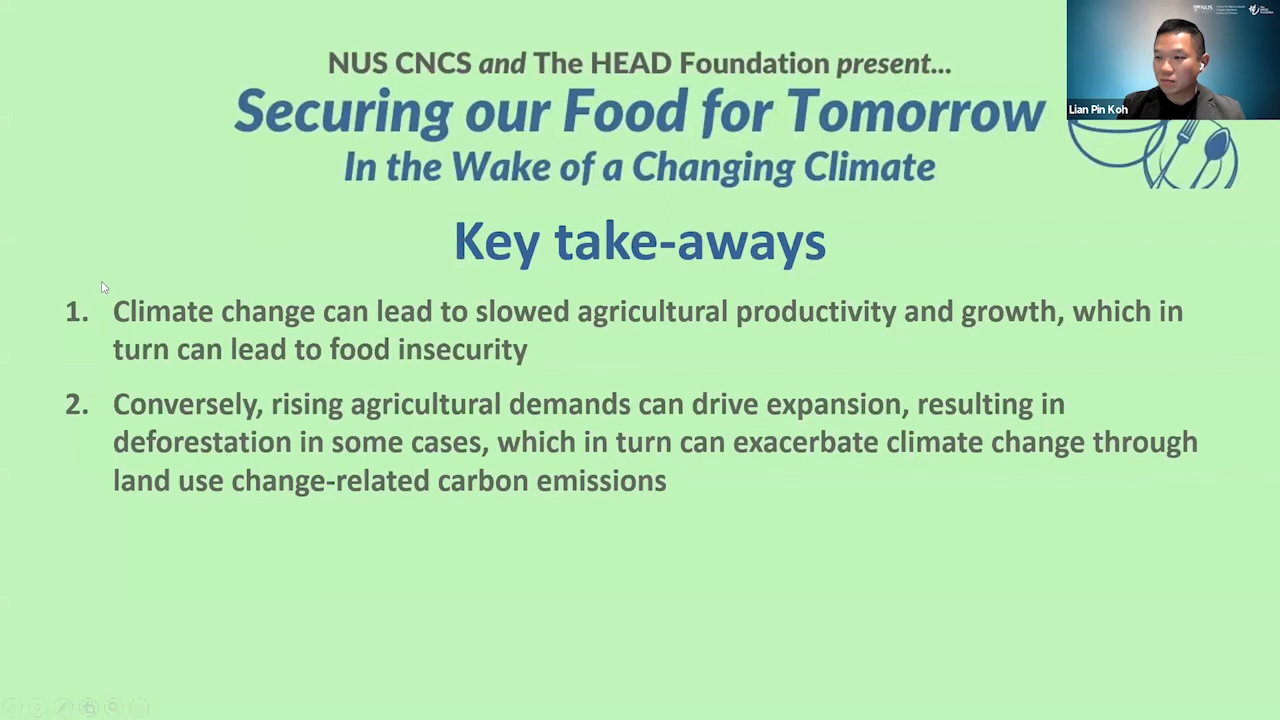 NUS CNCS and The HEAD Foundation present...
Securing our Food for Tomorrow
In the Wake of a Changing Climate
Lian Pin Koh
Key take-aways
1. Climate change can lead to slowed agricultural productivity and growth, which in
turn can lead to food insecurity
2. Conversely, rising agricultural demands can drive expansion, resulting in
deforestation in some cases, which in turn can exacerbate climate change through
land use change-related carbon emissions
NUS